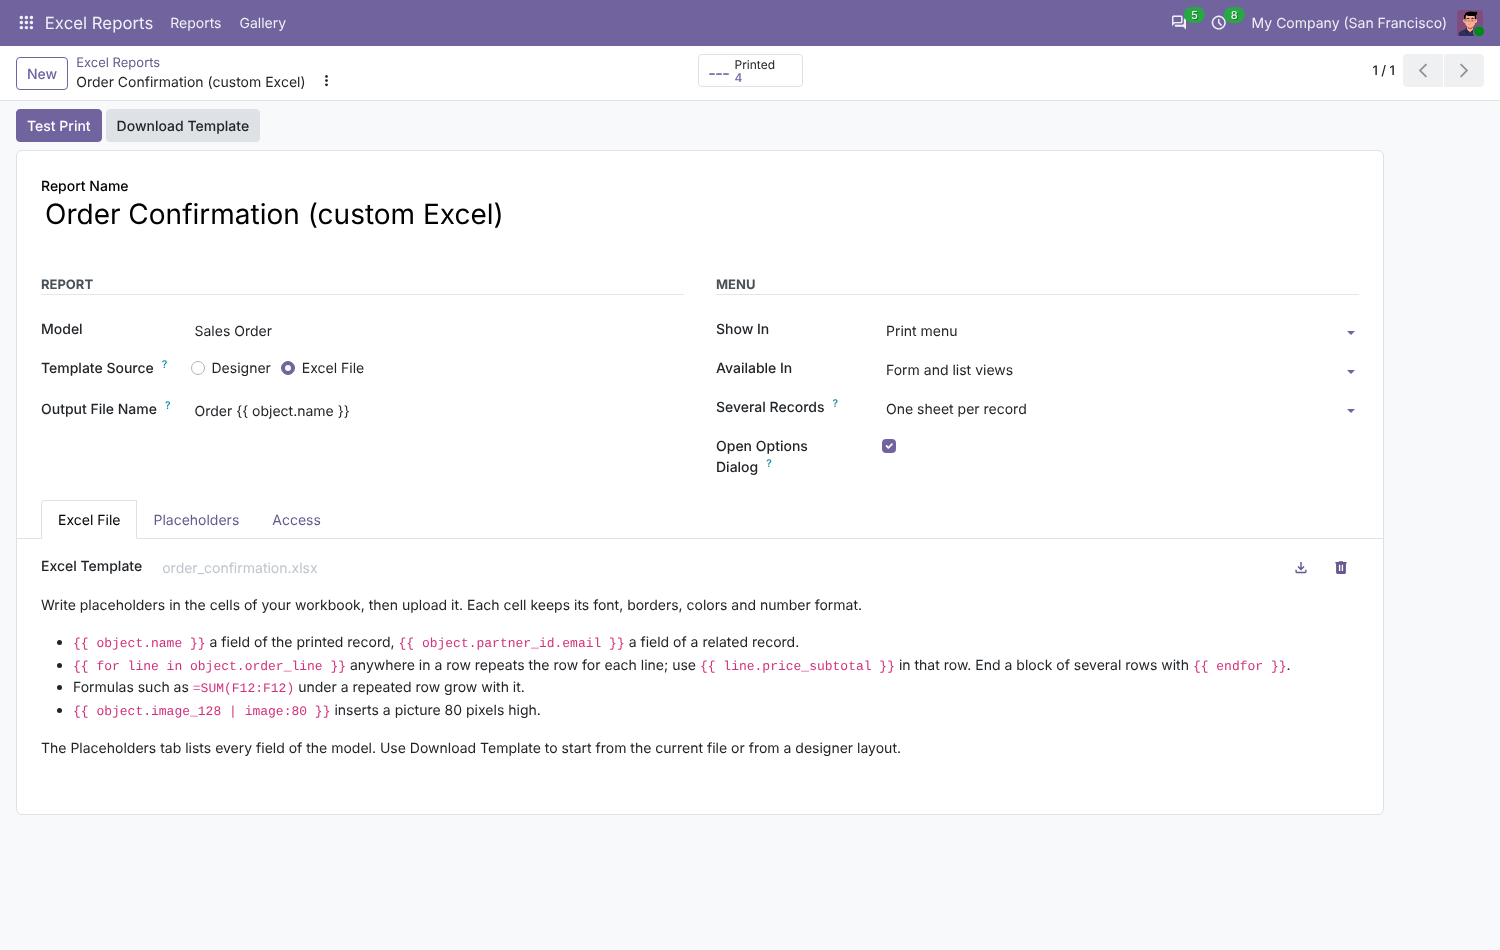 Excel Reports Reports Gallery 5 8 My Company (San Francisco)
New Excel Reports
Order Confirmation (custom Excel)
Printed
4
1 / 1
Test Print Download Template
Report Name
Order Confirmation (custom Excel)
REPORT
Model Sales Order
Template Source ? Designer Excel File
Output File Name ? Order {{ object.name }}
MENU
Show In Print menu
Available In Form and list views
Several Records ? One sheet per record
Open Options
Dialog ?
Excel File Placeholders Access
Excel Template order_confirmation.xlsx
Write placeholders in the cells of your workbook, then upload it. Each cell keeps its font, borders, colors and number format.
{{ object.name }} a field of the printed record, {{ object.partner_id.email }} a field of a related record.
{{ for line in object.order_line }} anywhere in a row repeats the row for each line; use {{ line.price_subtotal }} in that row. End a block of several rows with {{ endfor }}.
Formulas such as =SUM(F12:F12) under a repeated row grow with it.
{{ object.image_128 | image:80 }} inserts a picture 80 pixels high.
The Placeholders tab lists every field of the model. Use Download Template to start from the current file or from a designer layout.